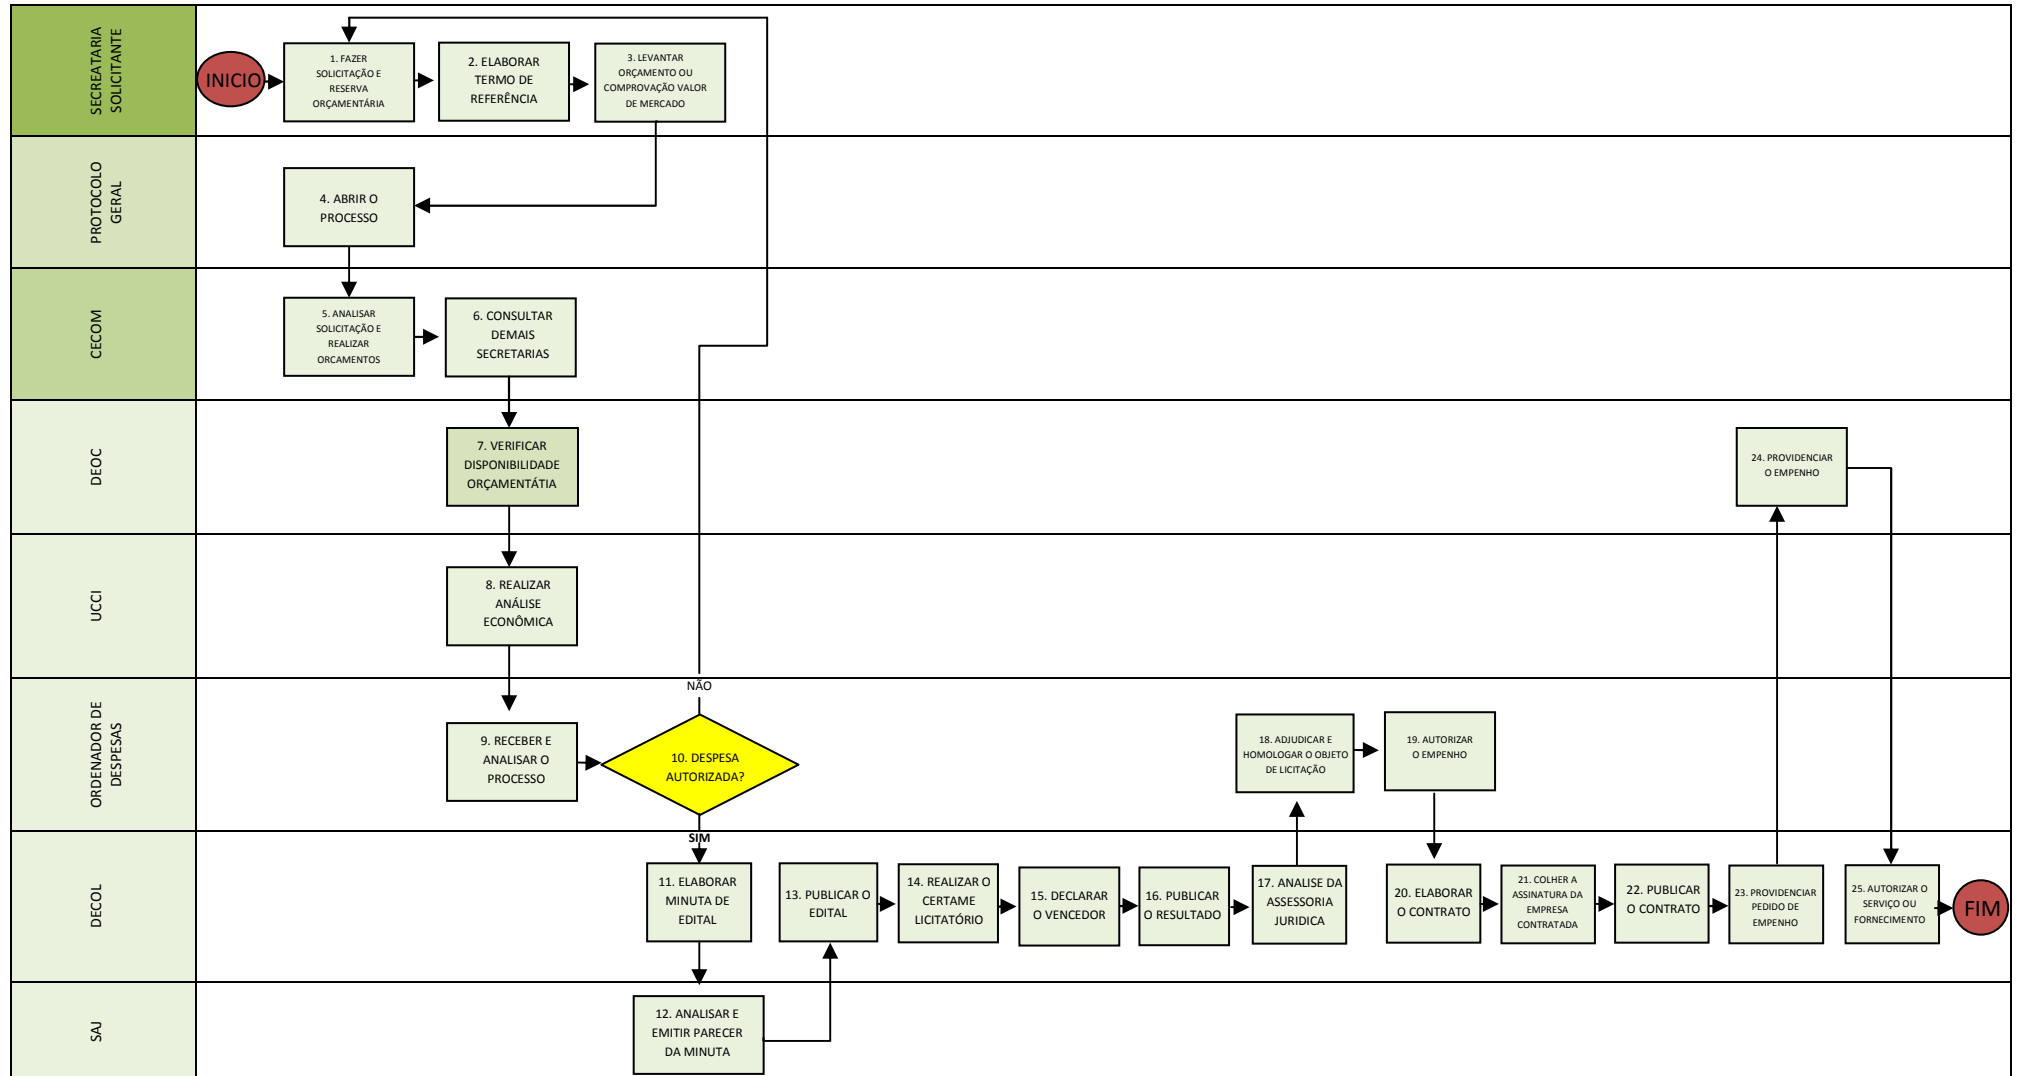 SECREATARIA
SOLICITANTE
INICIO
1. FAZER
SOLICITAÇÃO E
RESERVA
ORÇAMENTÁRIA
2. ELABORAR
TERMO DE
REFERÊNCIA
3. LEVANTAR
ORÇAMENTO OU
COMPROVAÇÃO VALOR
DE MERCADO
PROTOCOLO
GERAL
4. ABRIR O
PROCESSO
CECOM
5. ANALISAR
SOLICITAÇÃO E
REALIZAR
ORCAMENTOS
6. CONSULTAR
DEMAIS
SECRETARIAS
DEOC
7. VERIFICAR
DISPONIBILIDADE
ORÇAMENTÁTIA
24. PROVIDENCIAR
O EMPENHO
UCCI
8. REALIZAR
ANÁLISE
ECONÔMICA
ORDENADOR DE
DESPESAS
9. RECEBER E
ANALISAR O
PROCESSO
NÃO
10. DESPESA
AUTORIZADA?
SIM
18. ADJUDICAR E
HOMOLOGAR O OBJETO
DE LICITAÇÃO
19. AUTORIZAR
O EMPENHO
DECOL
11. ELABORAR
MINUTA DE
EDITAL
13. PUBLICAR O
EDITAL
14. REALIZAR O
CERTAME
LICITATÓRIO
15. DECLARAR
O VENCEDOR
16. PUBLICAR
O RESULTADO
17. ANALISE DA
ASSESSORIA
JURIDICA
20. ELABORAR
O CONTRATO
21. COLHER A
ASSINATURA DA
EMPRESA
CONTRATADA
22. PUBLICAR
O CONTRATO
23. PROVIDENCIAR
PEDIDO DE
EMPENHO
25. AUTORIZAR O
SERVIÇO OU
FORNECIMENTO
FIM
SAJ
12. ANALISAR E
EMITIR PARECER
DA MINUTA